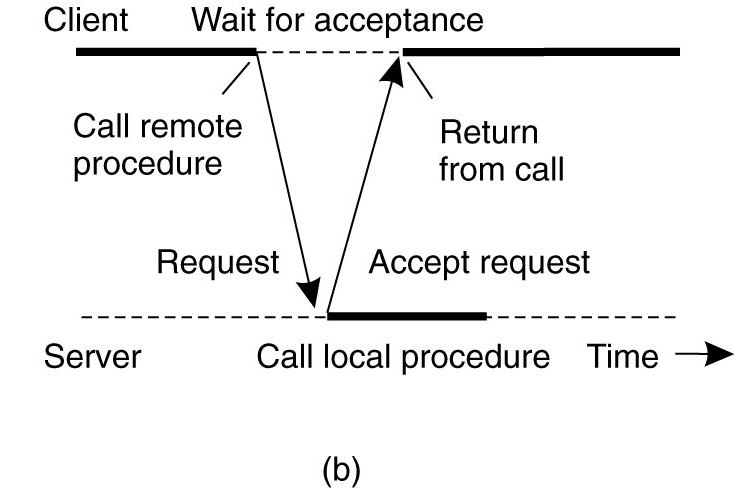 Client
Wait for acceptance
Call remote
procedure
Return
from call
Request
Accept request
Server
Call local procedure
Time
(b)